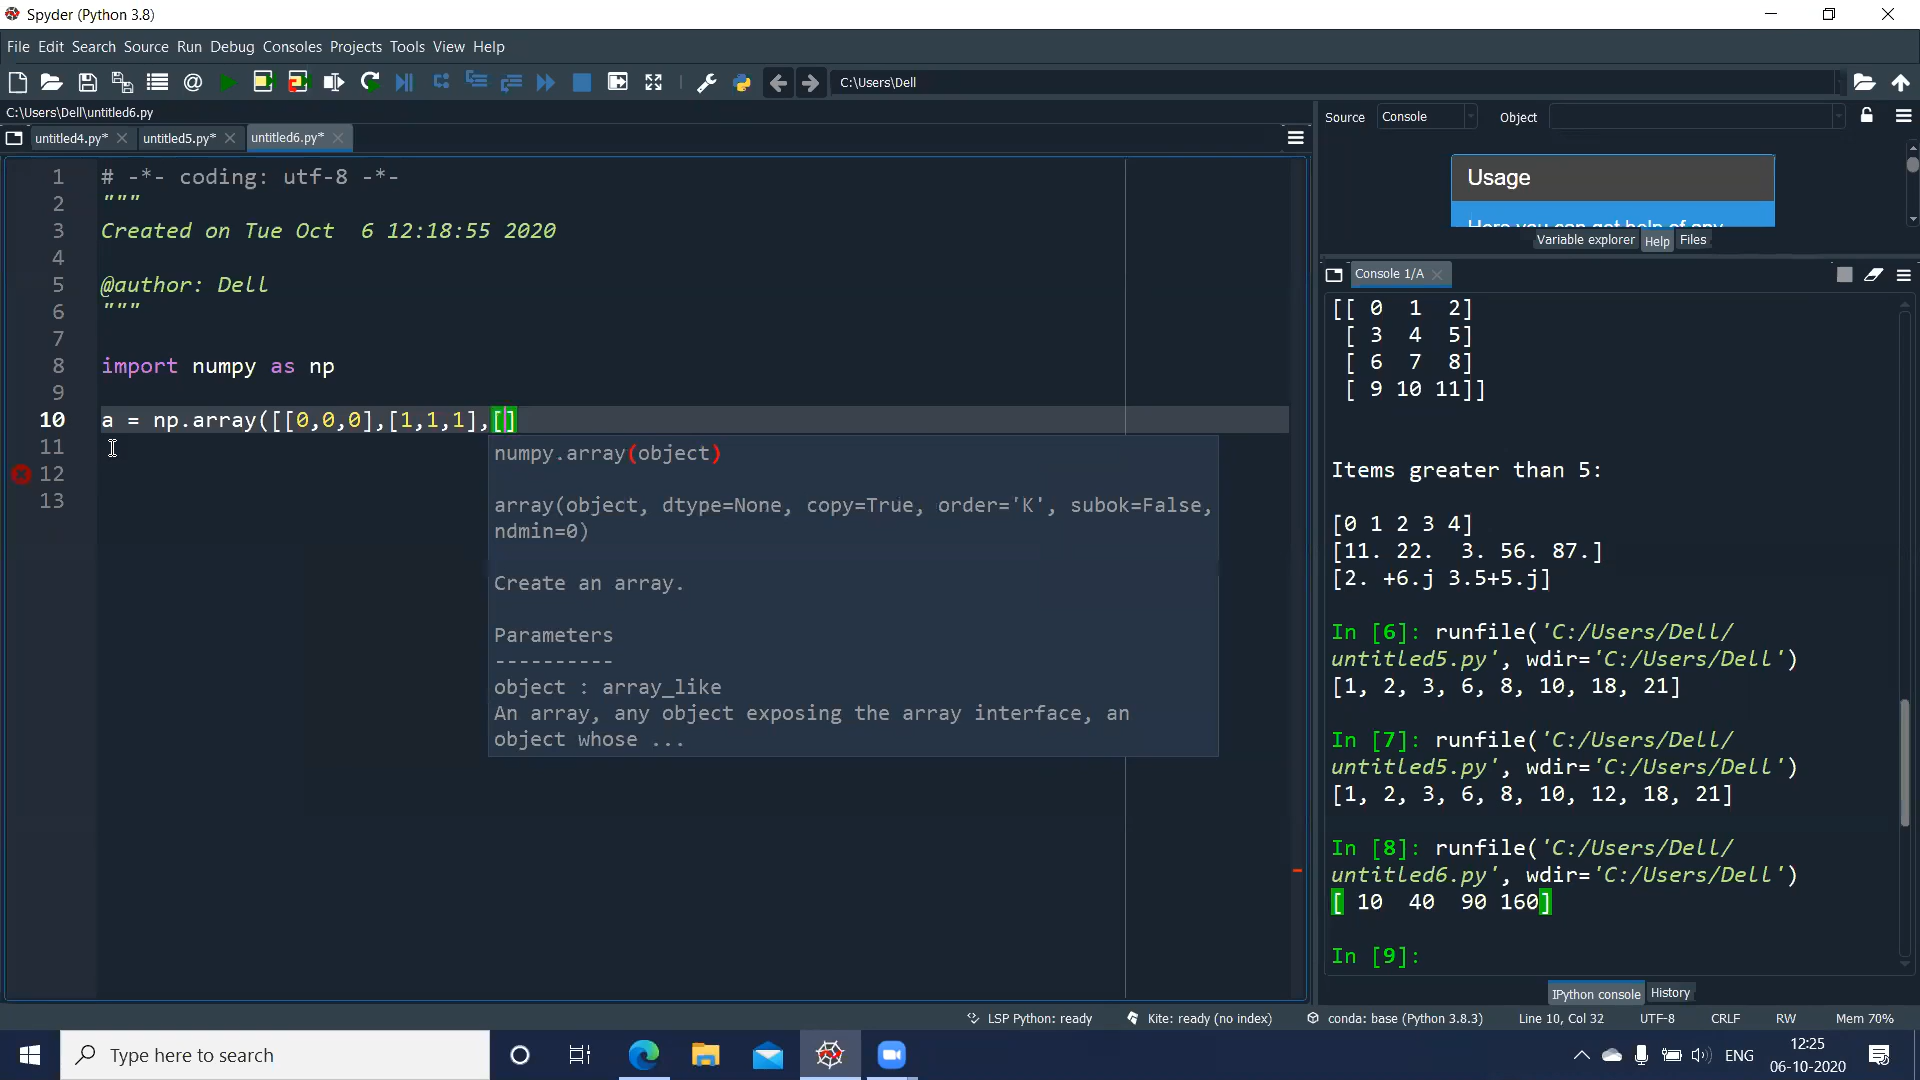 Spyder (Python 3.8)
File Edit Search Source Run Debug Consoles Projects Tools View Help
C:\Users\Dell
C:\Users\Dell\untitled6.py
untitled4.py* untitled5.py* untitled6.py*
1 # -*- coding: utf-8 -*-
2 """
3 Created on Tue Oct  6 12:18:55 2020
4
5 @author: Dell
6 """
7
8 import numpy as np
9
10 a = np.array([[0,0,0],[1,1,1],[]
11
12
13
numpy.array(object)
array(object, dtype=None, copy=True, order='K', subok=False,
ndmin=0)
Create an array.
Parameters
----------
object : array_like
An array, any object exposing the array interface, an
object whose ...
Source Console Object
Usage
Here you can get help of any
Variable explorer Help Files
Console 1/A
[[ 0  1  2]
[ 3  4  5]
[ 6  7  8]
[ 9 10 11]]
Items greater than 5:
[0 1 2 3 4]
[11. 22.  3. 56. 87.]
[2. +6.j 3.5+5.j]
In [6]: runfile('C:/Users/Dell/
untitled5.py', wdir='C:/Users/Dell')
[1, 2, 3, 6, 8, 10, 18, 21]
In [7]: runfile('C:/Users/Dell/
untitled5.py', wdir='C:/Users/Dell')
[1, 2, 3, 6, 8, 10, 12, 18, 21]
In [8]: runfile('C:/Users/Dell/
untitled6.py', wdir='C:/Users/Dell')
[ 10  40  90 160]
In [9]:
IPython console History
LSP Python: ready Kite: ready (no index) conda: base (Python 3.8.3) Line 10, Col 32 UTF-8 CRLF RW Mem 70%
Type here to search
ENG
12:25
06-10-2020